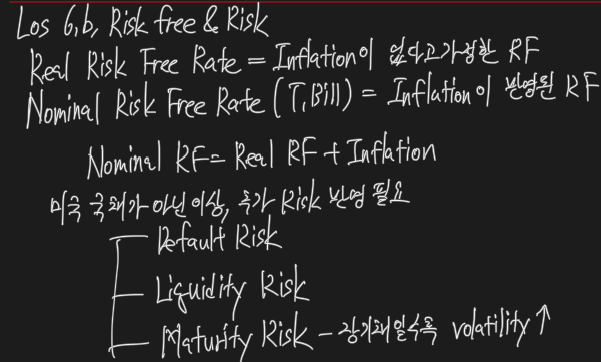 Los 6,b, Risk free & Risk
Real Risk Free Rate = Inflation이 없다고 가정한 RF
Nominal Risk Free Rate (T,Bill) = Inflation이 반영된 RF
Nominal RF = Real RF + Inflation
미국 국채가 아닌 이상, 추가 Risk 반영 필요
Default Risk
Liquidity Risk
Maturity Risk - 장기채일수록 volatility ↑